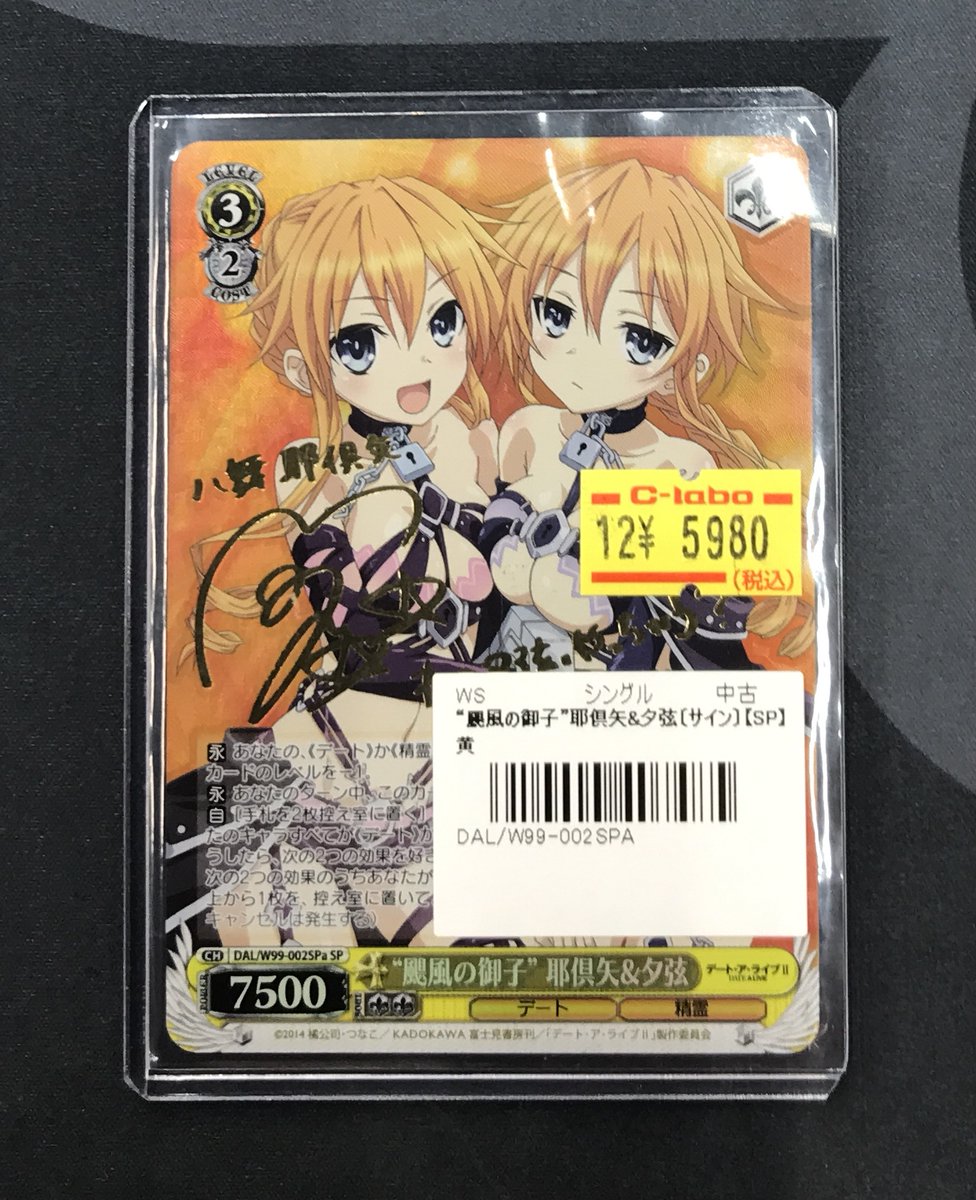 LEVEL
3
2
COST
八舞 耶倶矢
C-labo
12¥ 5980
(税込)
WS シングル 中古
“颶風の御子”耶倶矢&夕弦〔サイン〕【SP】
黄
DAL/W99-002SPA
永 あなたの、《デート》か《精霊
カードのレベルを-1
永 あなたのターン中、このカ
自 [手札を2枚控え室に置く]
たのキャラすべてが《デート》か
うしたら、次の2つの効果を好き
次の2つの効果のうちあなたが
上から1枚を、控え室に置いて
キャンセルは発生する)
CH DAL/W99-002SPa SP
“颶風の御子” 耶倶矢&夕弦
デート・ア・ライブⅡ
DATE A LIVE
POWER
7500
SOUL
デート
精霊
©2014 橘公司・つなこ/KADOKAWA 富士見書房刊/「デート・ア・ライブⅡ」製作委員会